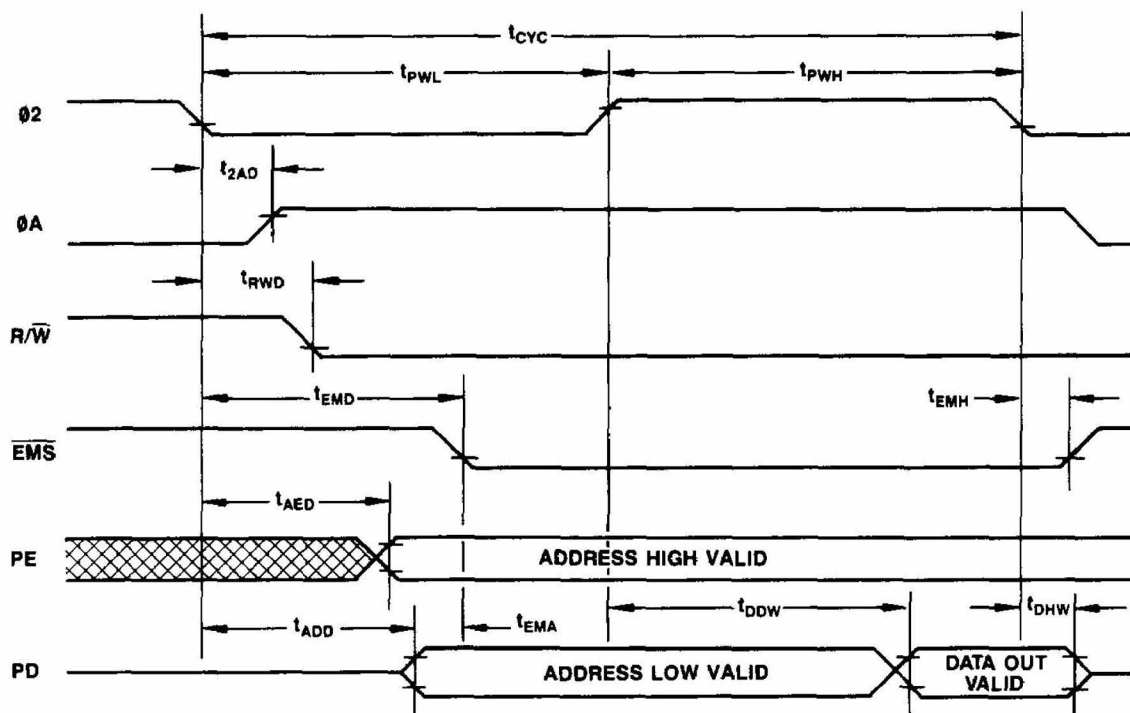 tCYC
tPWL tPWH
Ø2
t2AD
ØA
tRWD
R/W̅
tEMD tEMH
E̅M̅S̅
tAED
PE ADDRESS HIGH VALID
tADD tEMA tDDW tDHW
PD ADDRESS LOW VALID DATA OUT
VALID